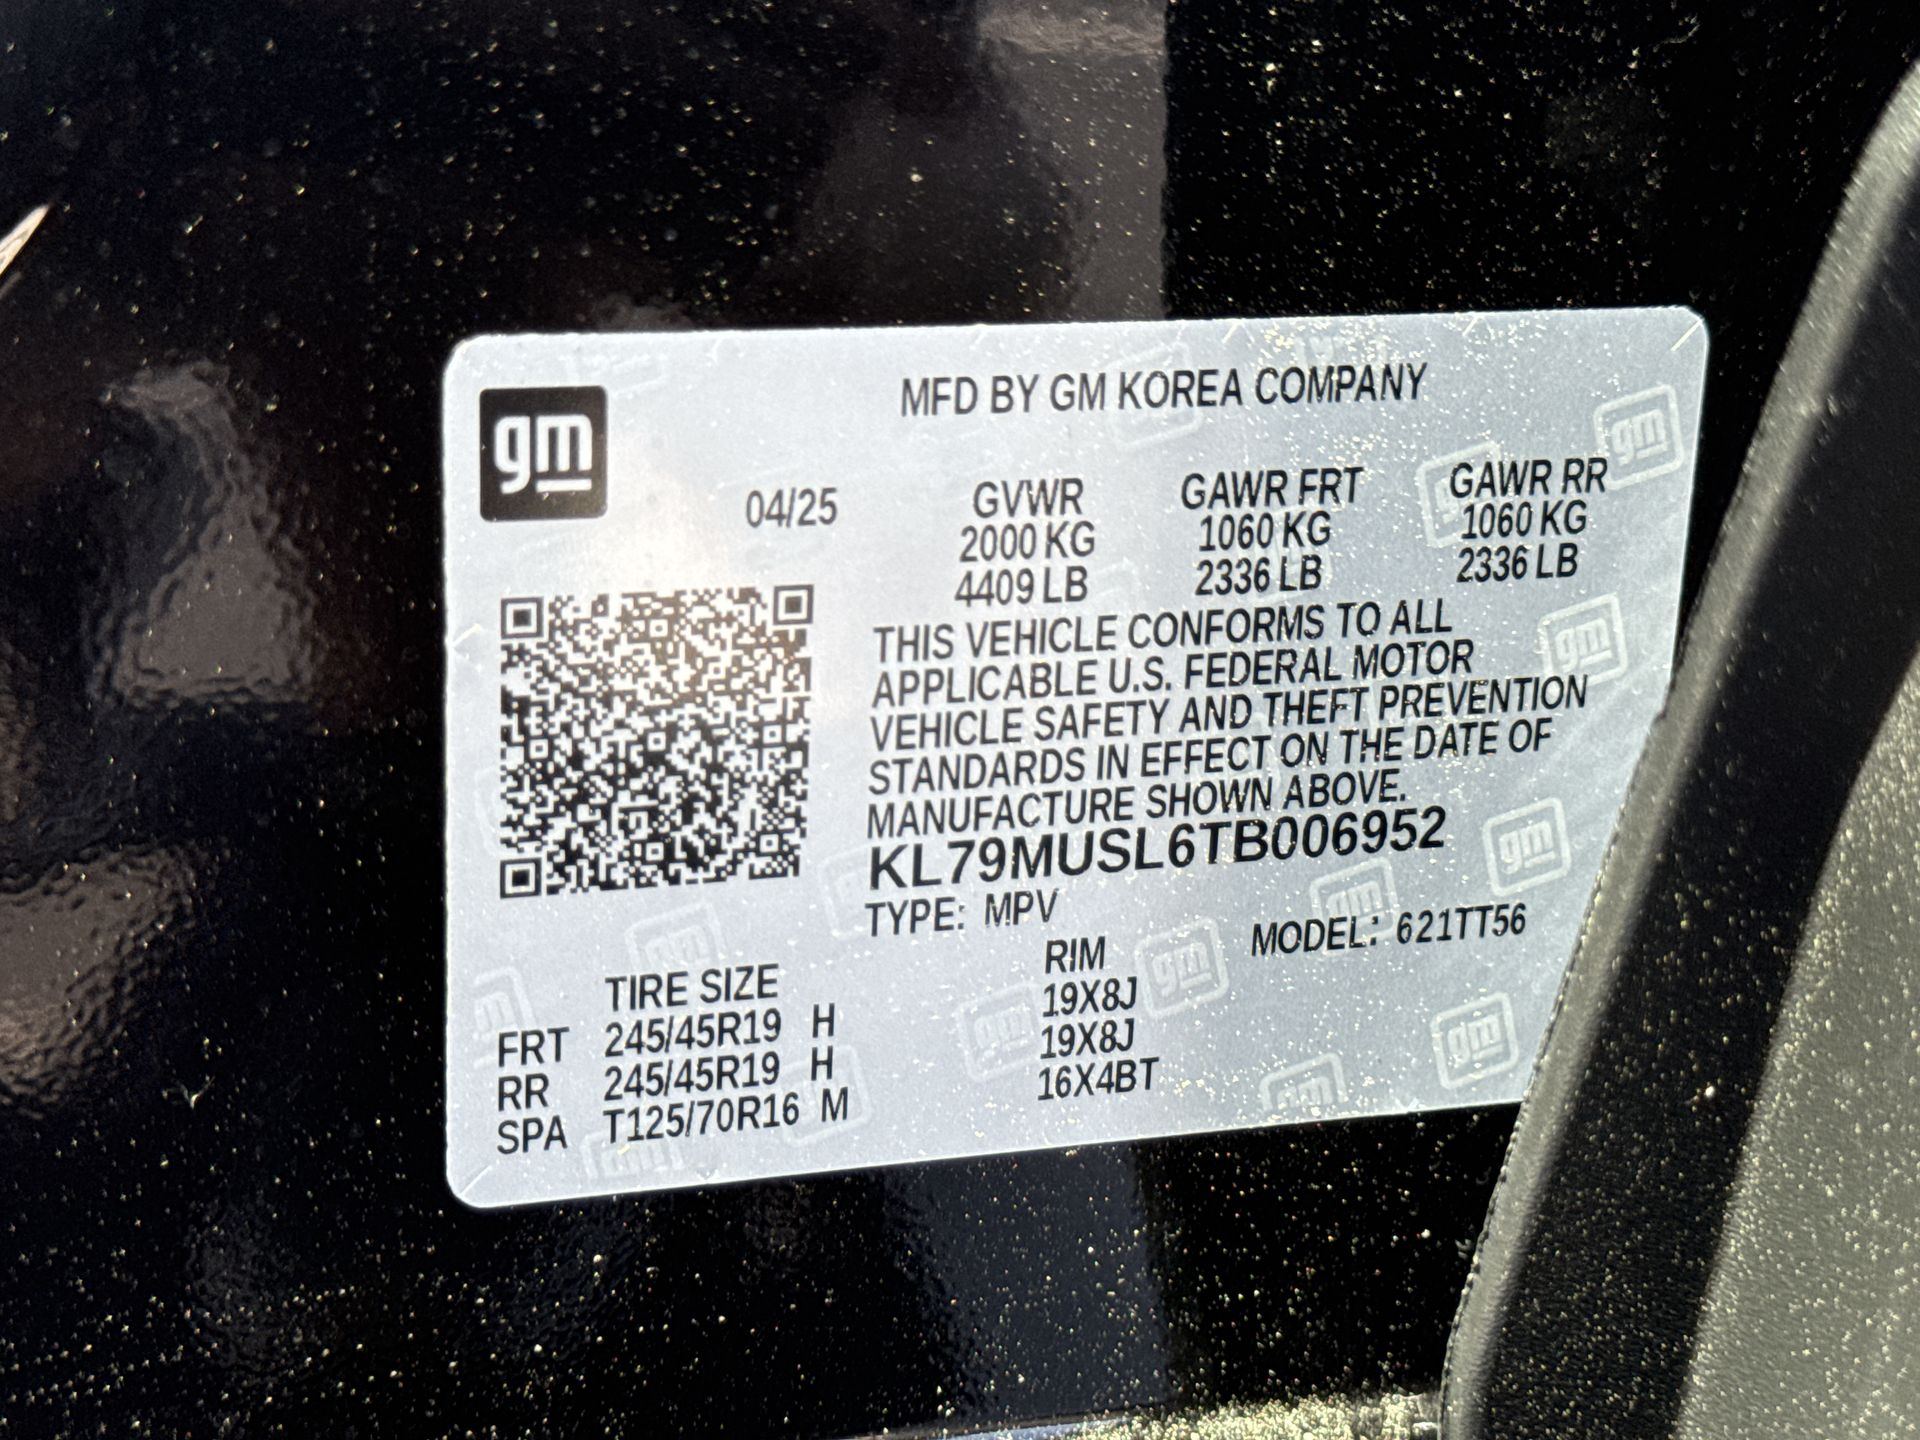 gm
MFD BY GM KOREA COMPANY
04/25
GVWR GAWR FRT GAWR RR
2000 KG 1060 KG 1060 KG
4409 LB 2336 LB 2336 LB
THIS VEHICLE CONFORMS TO ALL
APPLICABLE U.S. FEDERAL MOTOR
VEHICLE SAFETY AND THEFT PREVENTION
STANDARDS IN EFFECT ON THE DATE OF
MANUFACTURE SHOWN ABOVE.
KL79MUSL6TB006952
TYPE: MPV MODEL: 621TT56
TIRE SIZE RIM
FRT 245/45R19 H 19X8J
RR 245/45R19 H 19X8J
SPA T125/70R16 M 16X4BT